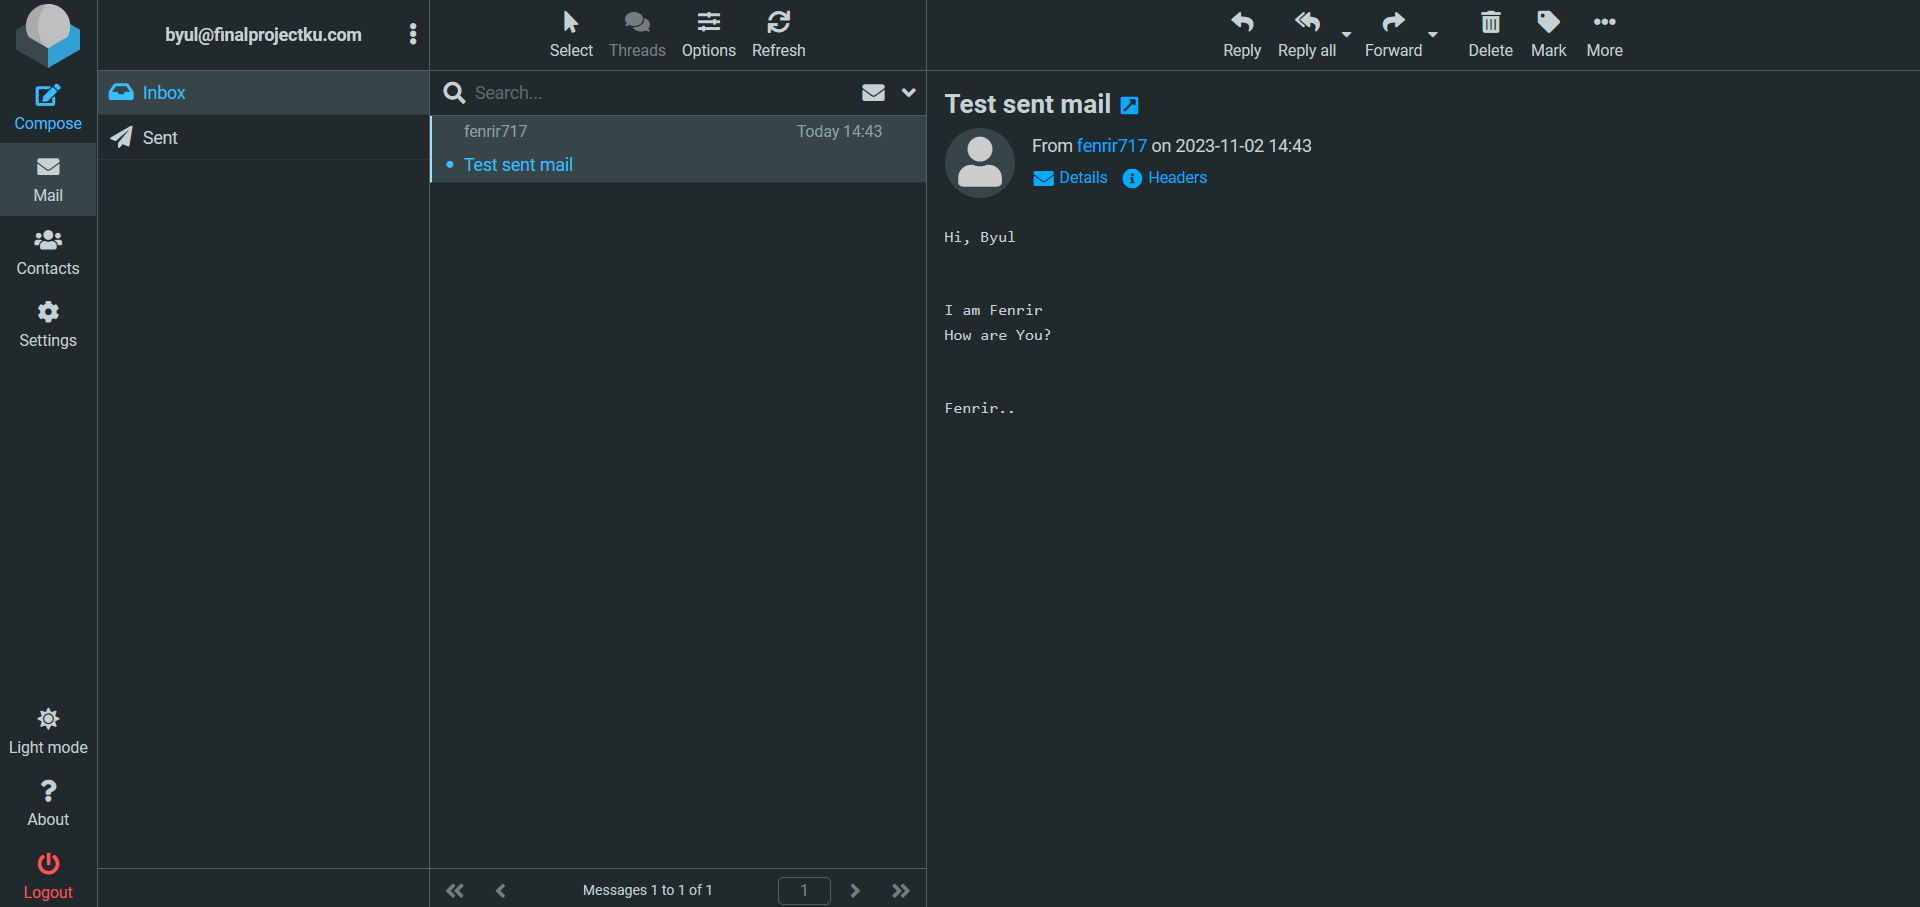 Compose
Mail
Contacts
Settings
Light mode
About
Logout
byul@finalprojectku.com
Inbox
Sent
Select Threads Options Refresh
Search...
fenrir717 Today 14:43
Test sent mail
Messages 1 to 1 of 1 1
Reply Reply all Forward Delete Mark More
Test sent mail
From fenrir717 on 2023-11-02 14:43
Details Headers
Hi, Byul
I am Fenrir
How are You?
Fenrir..